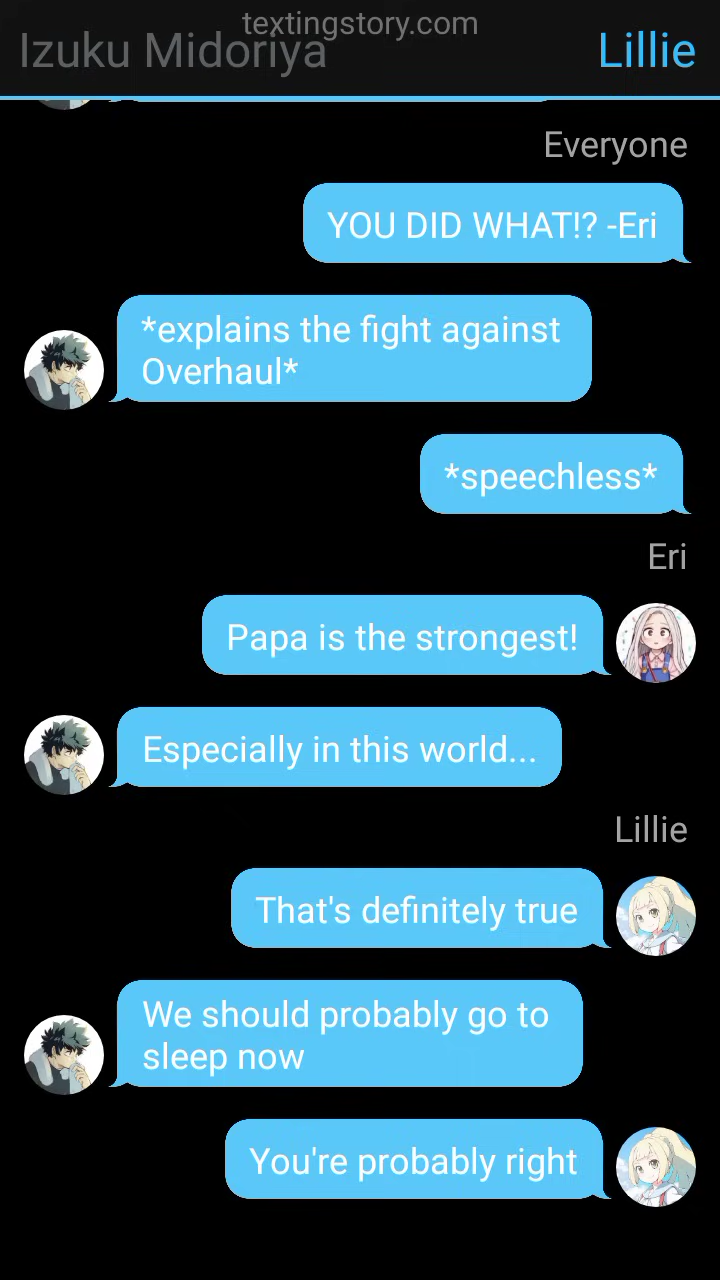 textingstory.com
Izuku Midoriya
Lillie
Everyone
YOU DID WHAT!? -Eri
*explains the fight against
Overhaul*
*speechless*
Eri
Papa is the strongest!
Especially in this world...
Lillie
That's definitely true
We should probably go to
sleep now
You're probably right